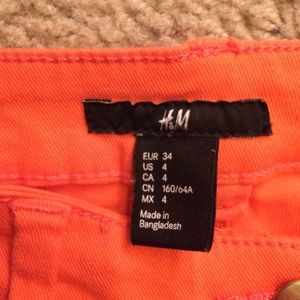 H&M
EUR 34
US 4
CA 4
CN 160/64A
MX 4
Made in
Bangladesh